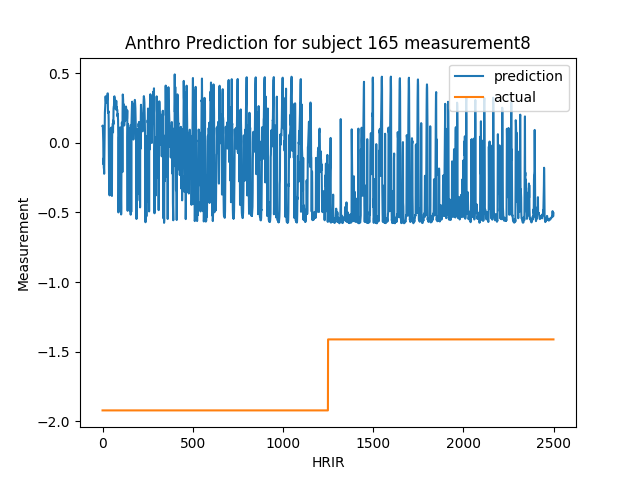 Anthro Prediction for subject 165 measurement8
prediction
actual
0.5
0.0
−0.5
−1.0
−1.5
−2.0
Measurement
0
500
1000
1500
2000
2500
HRIR